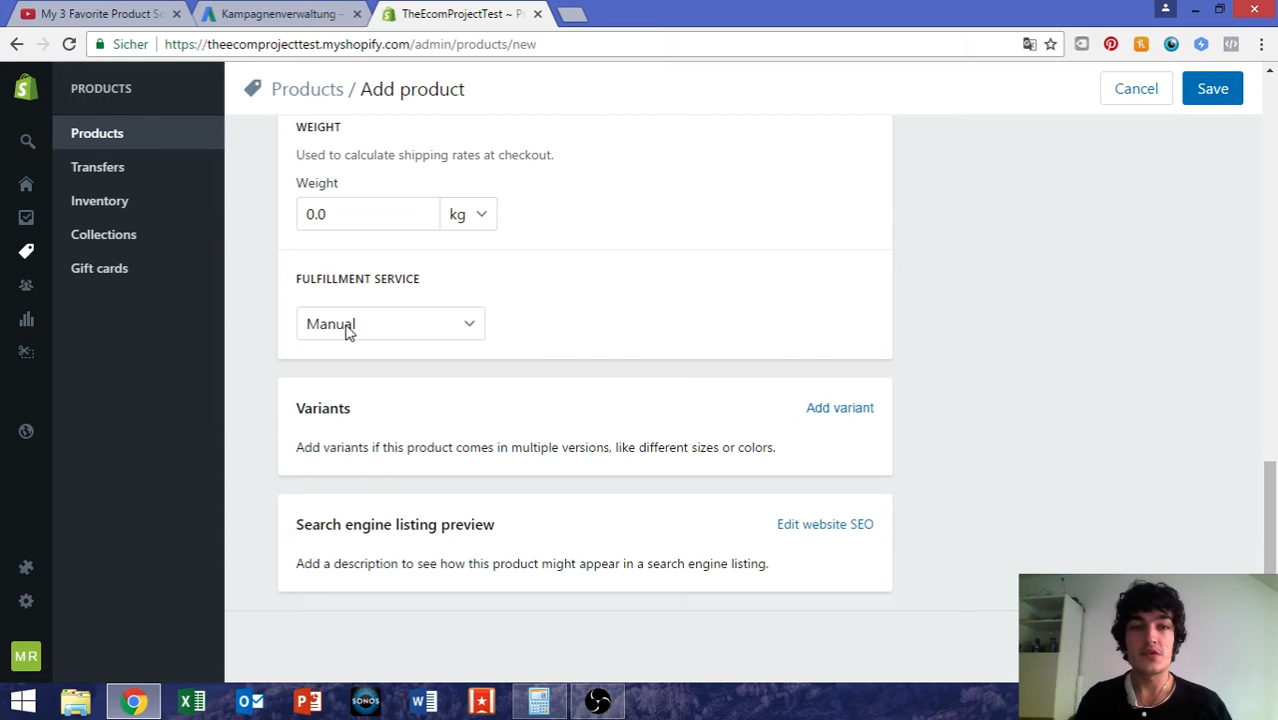 My 3 Favorite Product So
Kampagnenverwaltung -
TheEcomProjectTest ~ Pr
Sicher
https://theecomprojecttest.myshopify.com/admin/products/new
PRODUCTS
Products / Add product
Cancel
Save
Products
Transfers
Inventory
Collections
Gift cards
WEIGHT
Used to calculate shipping rates at checkout.
Weight
0.0
kg
FULFILLMENT SERVICE
Manual
Variants
Add variant
Add variants if this product comes in multiple versions, like different sizes or colors.
Search engine listing preview
Edit website SEO
Add a description to see how this product might appear in a search engine listing.
MR
SONOS